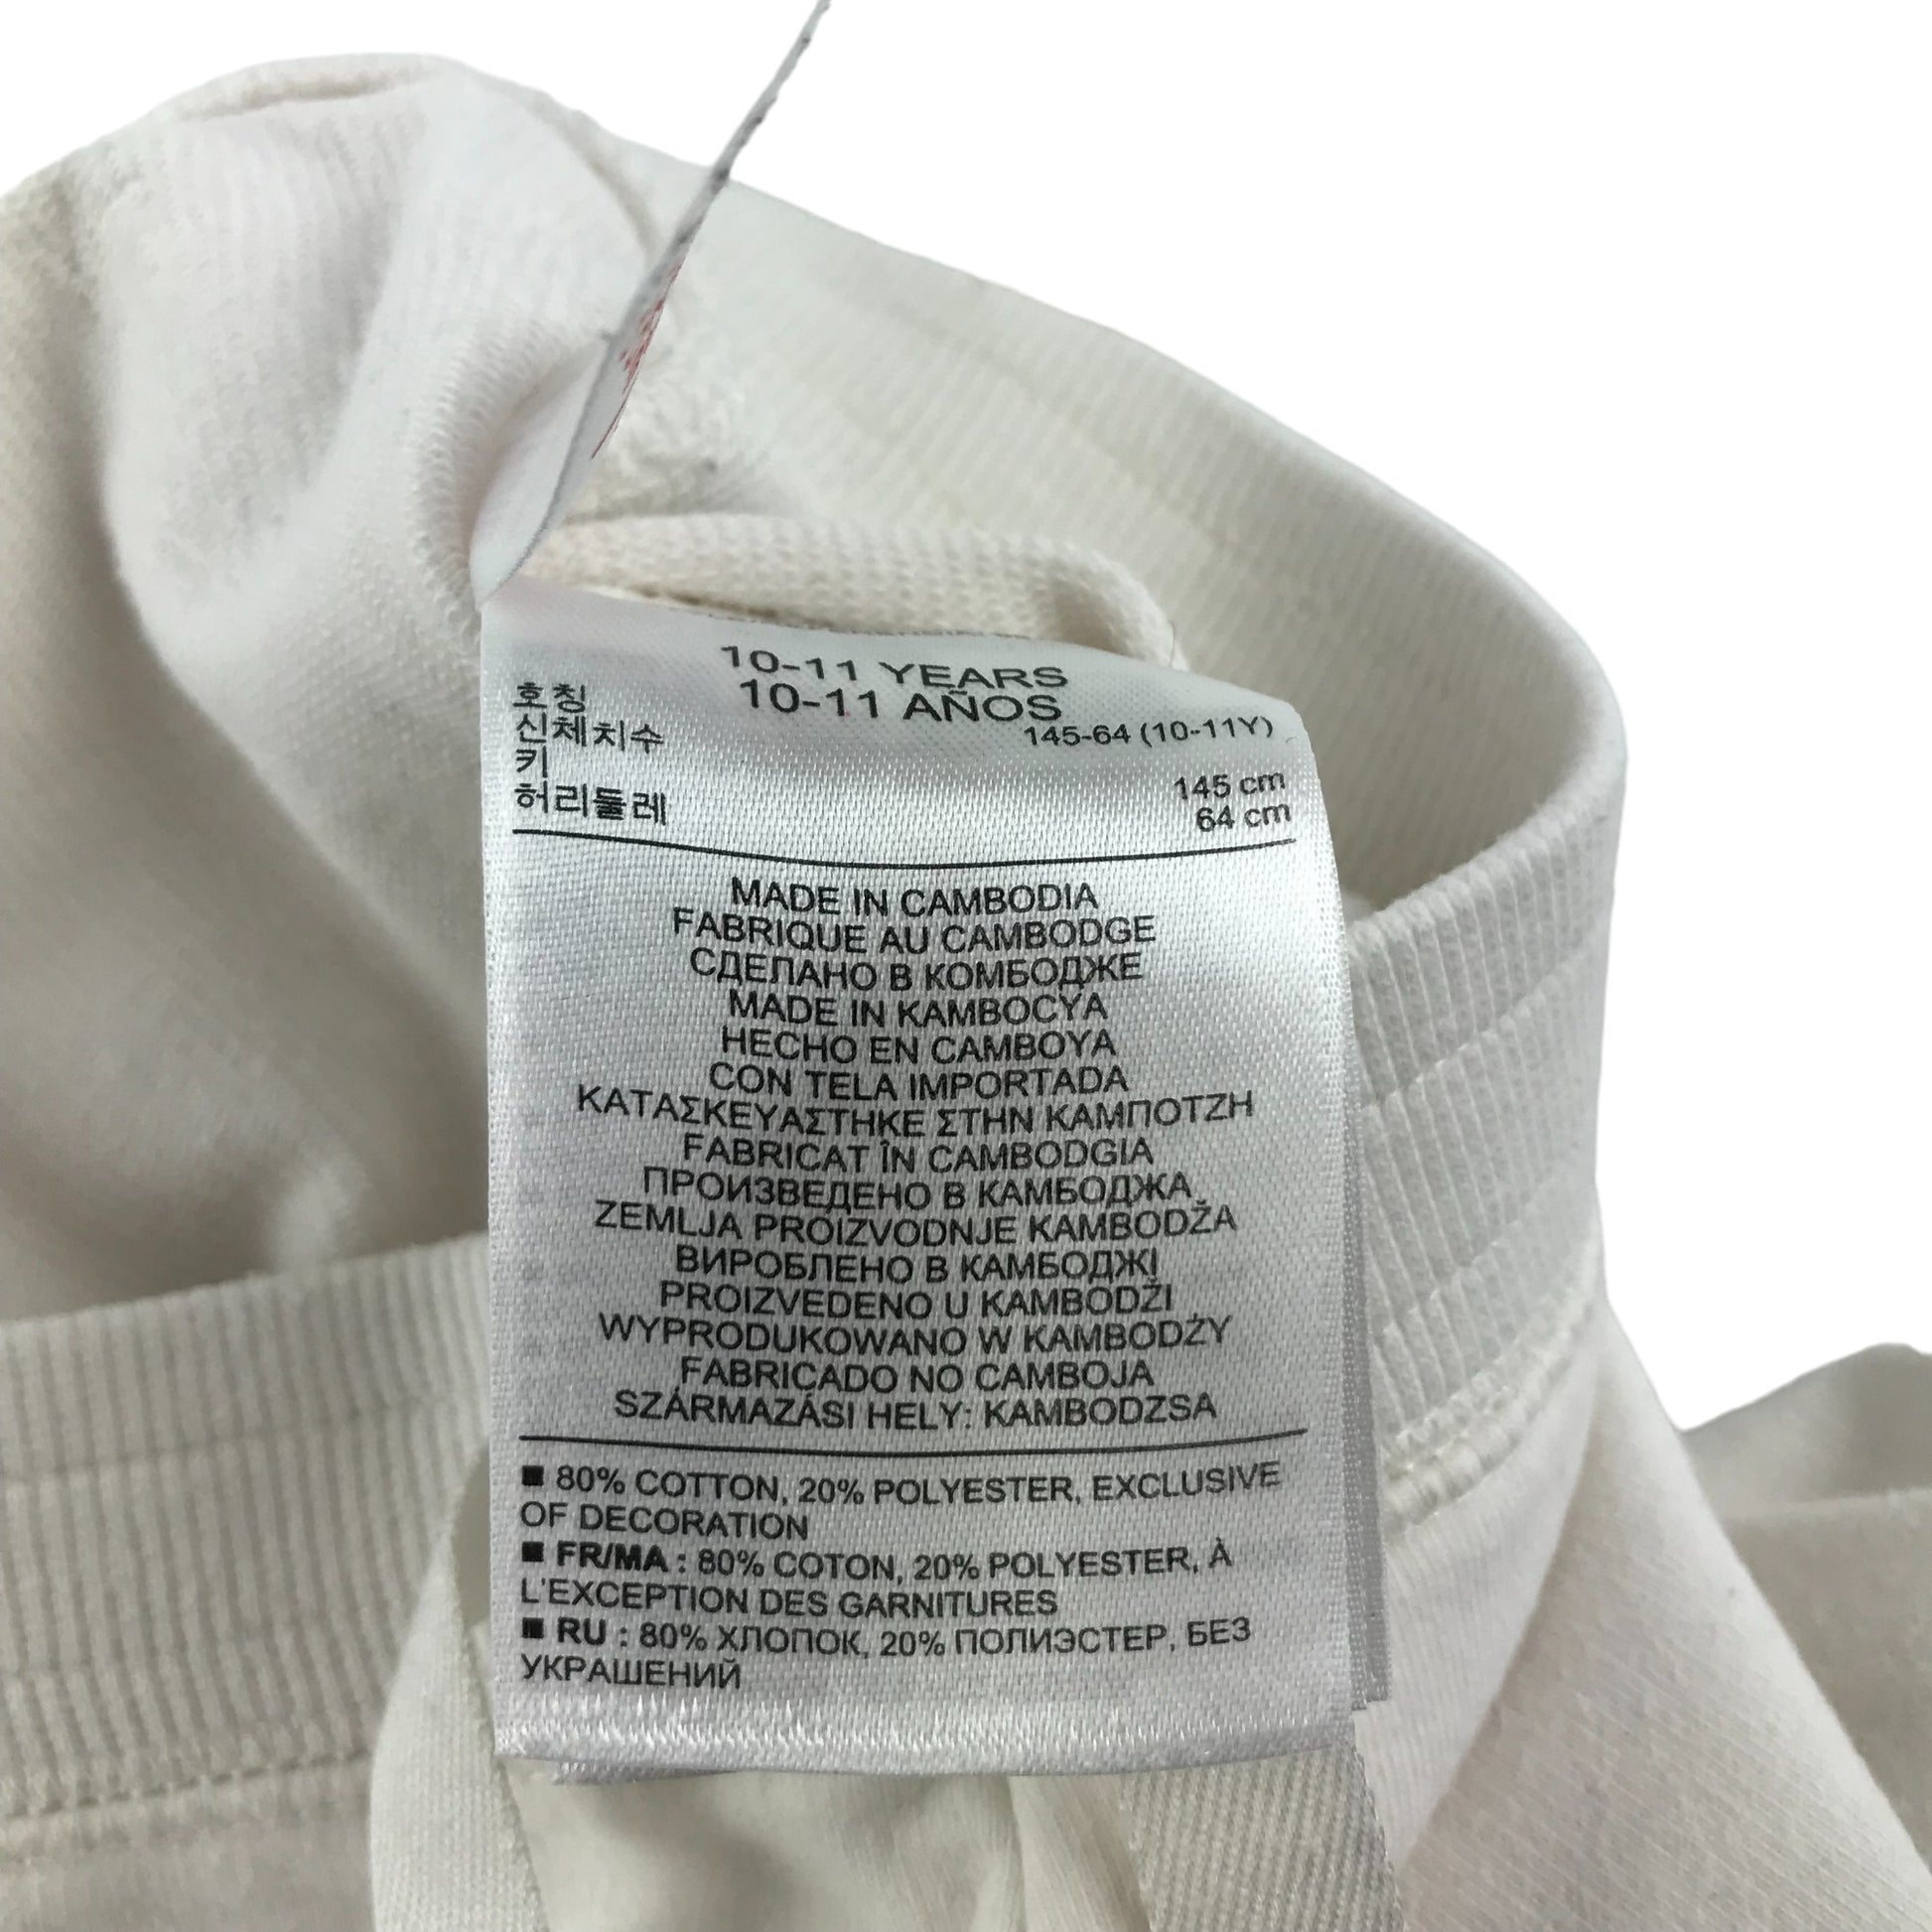 10-11 YEARS
10-11 AÑOS
호칭 145-64 (10-11Y)
신체치수
키 145 cm
허리둘레 64 cm
MADE IN CAMBODIA
FABRIQUE AU CAMBODGE
СДЕЛАНО В КОМБОДЖЕ
MADE IN KAMBOCYA
HECHO EN CAMBOYA
CON TELA IMPORTADA
ΚΑΤΑΣΚΕΥΑΣΤΗΚΕ ΣΤΗΝ ΚΑΜΠΟΤΖΗ
FABRICAT ÎN CAMBODGIA
ПРОИЗВЕДЕНО В КАМБОДЖА
ZEMLJA PROIZVODNJE KAMBODŽA
ВИРОБЛЕНО В КАМБОДЖІ
PROIZVEDENO U KAMBODŽI
WYPRODUKOWANO W KAMBODŻY
FABRICADO NO CAMBOJA
SZÁRMAZÁSI HELY: KAMBODZSA
■ 80% COTTON, 20% POLYESTER, EXCLUSIVE
OF DECORATION
■ FR/MA : 80% COTON, 20% POLYESTER, À
L'EXCEPTION DES GARNITURES
■ RU : 80% ХЛОПОК, 20% ПОЛИЭСТЕР, БЕЗ
УКРАШЕНИЙ